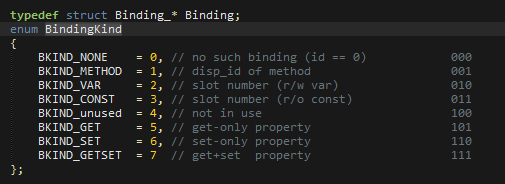 typedef struct Binding_* Binding;
enum BindingKind
{
    BKIND_NONE    = 0, // no such binding (id == 0)           000
    BKIND_METHOD  = 1, // disp_id of method                   001
    BKIND_VAR     = 2, // slot number (r/w var)               010
    BKIND_CONST   = 3, // slot number (r/o const)             011
    BKIND_unused  = 4, // not in use                          100
    BKIND_GET     = 5, // get-only property                   101
    BKIND_SET     = 6, // set-only property                   110
    BKIND_GETSET  = 7  // get+set  property                   111
};